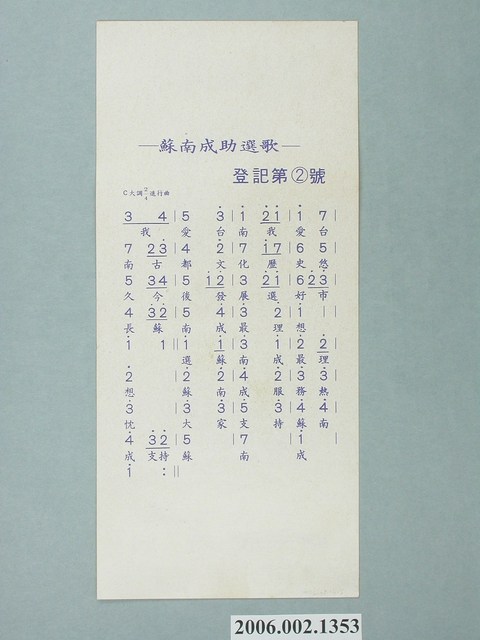 —蘇南成助選歌—
登記第②號
C大調2/4進行曲
3 4 | 5 3 | 1 21 | 1 7 |
我 愛 台 南 我 愛 台
7 23 | 4 2 | 7 17 | 6 5 |
南 古 都 文 化 歷 史 悠
5 34 | 5 12 | 3 21 | 6 23 |
久 今 後 發 展 選 好 市
4 32 | 5 4 | 3 2 | 1 | |
長 蘇 南 成 最 理 想
1 1 || 1 1 | 3 1 | 2 2 |
選 蘇 南 成 最 理
2 2 2 | 4 2 | 3 3 |
想 蘇 南 成 服 務 熱
3 3 3 | 5 3 | 4 4 |
忱 大 家 支 持 蘇 南
4 32 | 5 | 7 | 1 |
成 支持 蘇 南 成
1 : ||
2006.002.1353